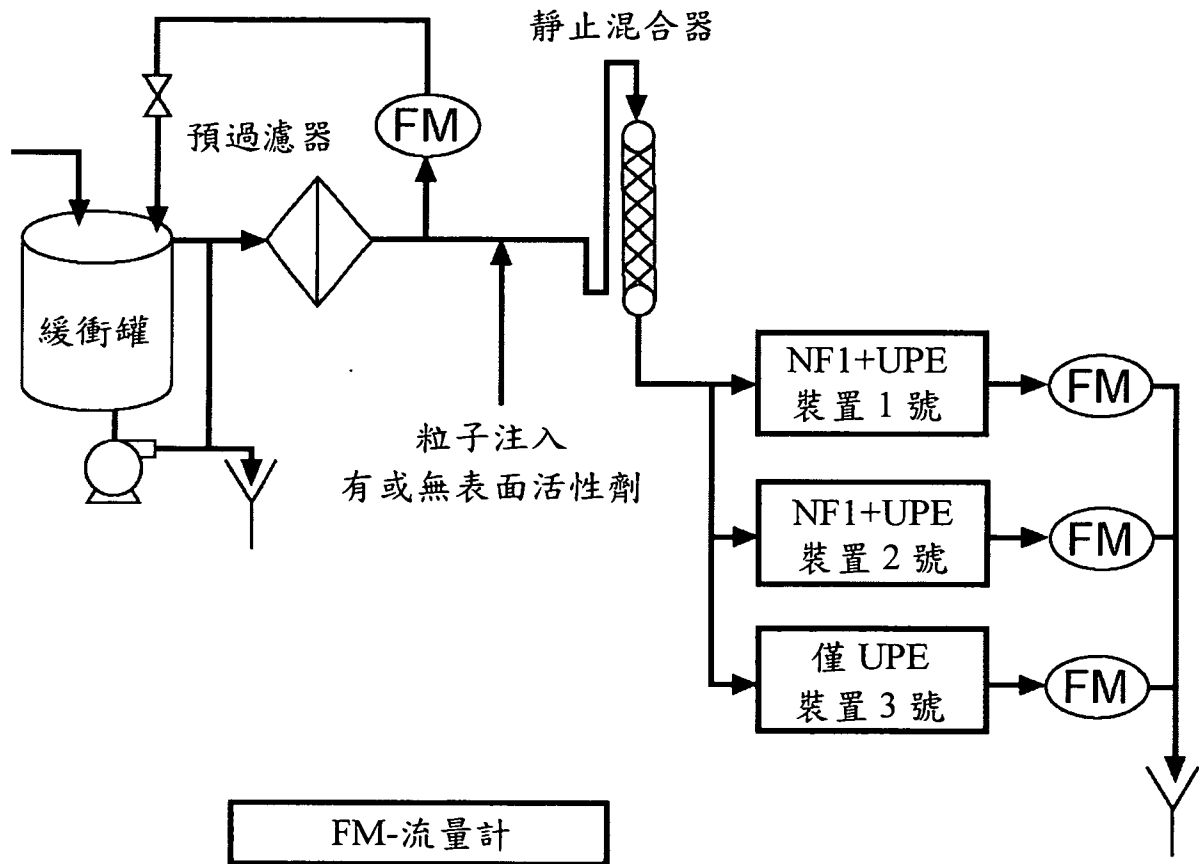 靜止混合器
FM
預過濾器
緩衝罐
粒子注入
有或無表面活性劑
NF1+UPE
裝置 1 號
FM
NF1+UPE
裝置 2 號
FM
僅 UPE
裝置 3 號
FM
FM-流量計